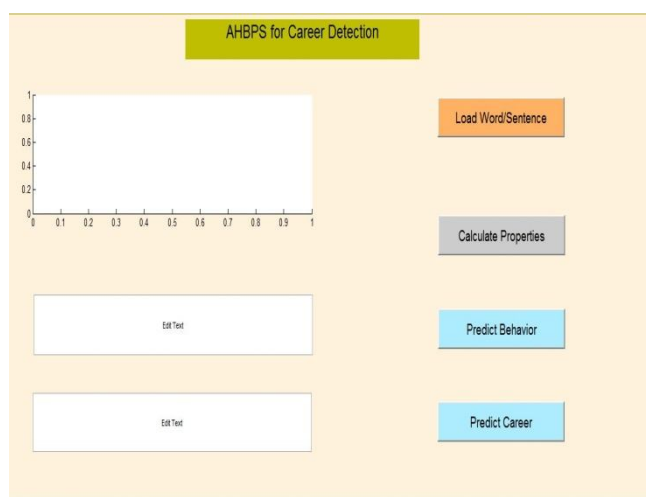 AHBPS for Career Detection
1
0.8
0.6
0.4
0.2
0
0 0.1 0.2 0.3 0.4 0.5 0.6 0.7 0.8 0.9 1
Load Word/Sentence
Calculate Properties
Edit Text
Predict Behavior
Edit Text
Predict Career